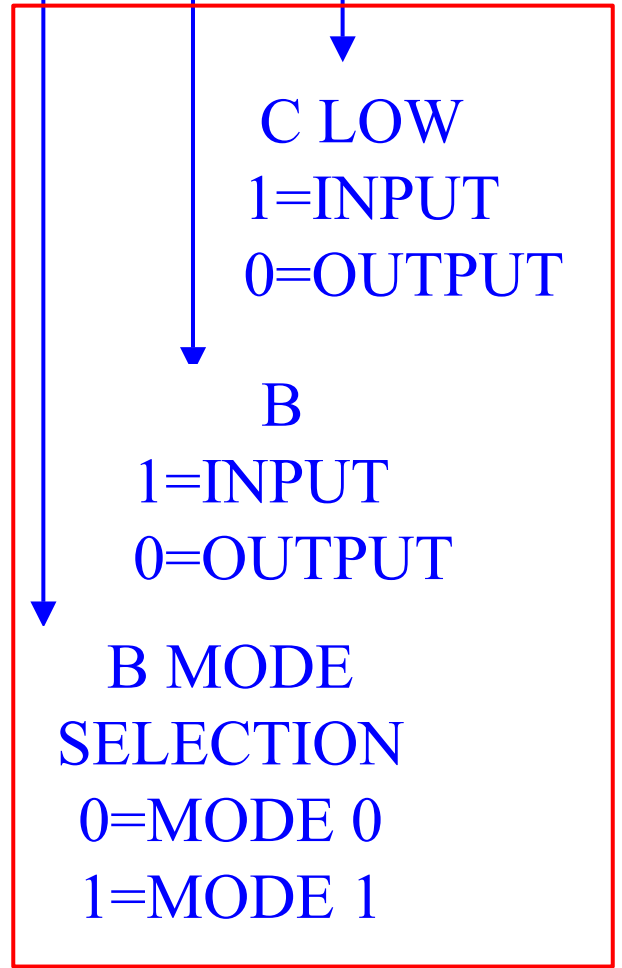 C LOW
1=INPUT
0=OUTPUT
B
1=INPUT
0=OUTPUT
B MODE
SELECTION
0=MODE 0
1=MODE 1